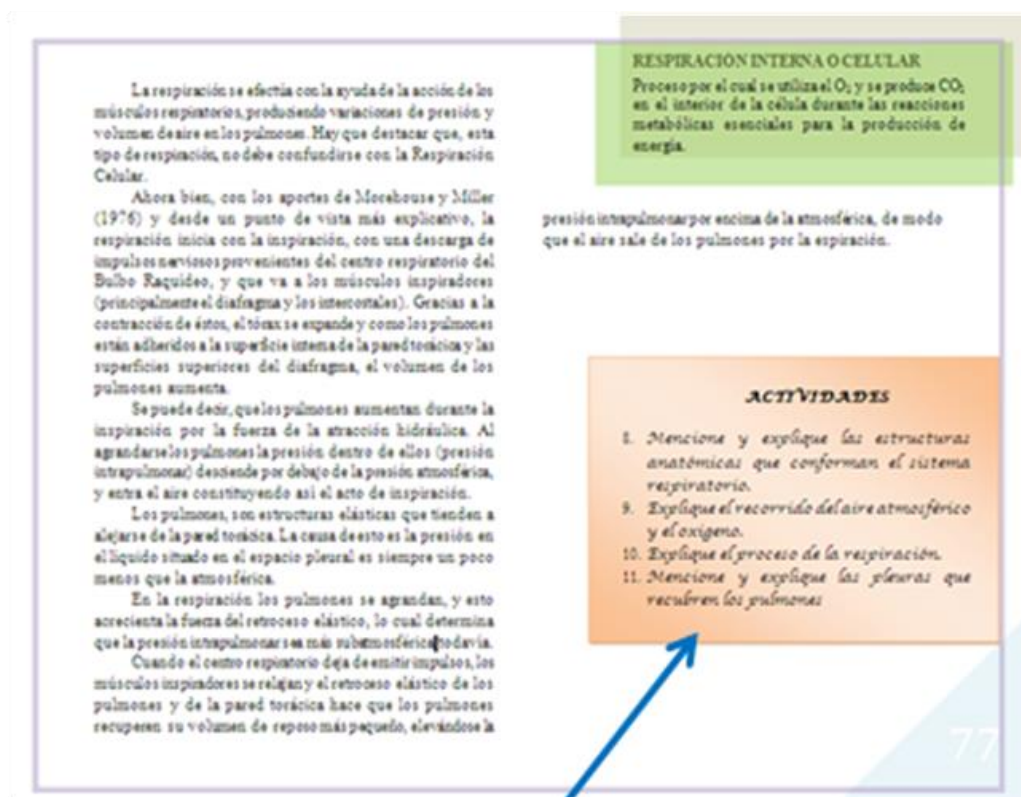 La respiración se efectúa con la ayuda de la acción de los
músculos respiratorios, produciendo variaciones de presión y
volumen de aire en los pulmones. Hay que destacar que, esta
tipo de respiración, no debe confundirse con la Respiración
Celular.
Ahora bien, con los aportes de Morehouse y Miller
(1976) y desde un punto de vista más explicativo, la
respiración inicia con la inspiración, con una descarga de
impulsos nerviosos provenientes del centro respiratorio del
Bulbo Raquídeo, y que va a los músculos inspiradores
(principalmente el diafragma y los intercostales). Gracias a la
contracción de éstos, el tórax se expande y como los pulmones
están adheridos a la superficie interna de la pared torácica y las
superficies superiores del diafragma, el volumen de los
pulmones aumenta.
Se puede decir, que los pulmones aumentan durante la
inspiración por la fuerza de la atracción hidráulica. Al
agrandarse los pulmones la presión dentro de ellos (presión
intrapulmonar) desciende por debajo de la presión atmosférica,
y entra el aire constituyendo así el acto de inspiración.
Los pulmones, son estructuras elásticas que tienden a
alejarse de la pared torácica. La causa de esto es la presión en
el líquido situado en el espacio pleural es siempre un poco
menos que la atmosférica.
En la respiración los pulmones se agrandan, y esto
acrecienta la fuerza del retroceso elástico, lo cual determina
que la presión intrapulmonar sea más subatmosférica todavía.
Cuando el centro respiratorio deja de emitir impulsos, los
músculos inspiradores se relajan y el retroceso elástico de los
pulmones y de la pared torácica hace que los pulmones
recuperen su volumen de reposo más pequeño, elevándose la
RESPIRACIÓN INTERNA O CELULAR
Proceso por el cual se utiliza el O₂ y se produce CO₂
en el interior de la célula durante las reacciones
metabólicas esenciales para la producción de
energía.
presión intrapulmonar por encima de la atmosférica, de modo
que el aire sale de los pulmones por la espiración.
ACTIVIDADES
8. Mencione y explique las estructuras
anatómicas que conforman el sistema
respiratorio.
9. Explique el recorrido del aire atmosférico
y el oxigeno.
10. Explique el proceso de la respiración.
11. Mencione y explique las pleuras que
recubren los pulmones
77